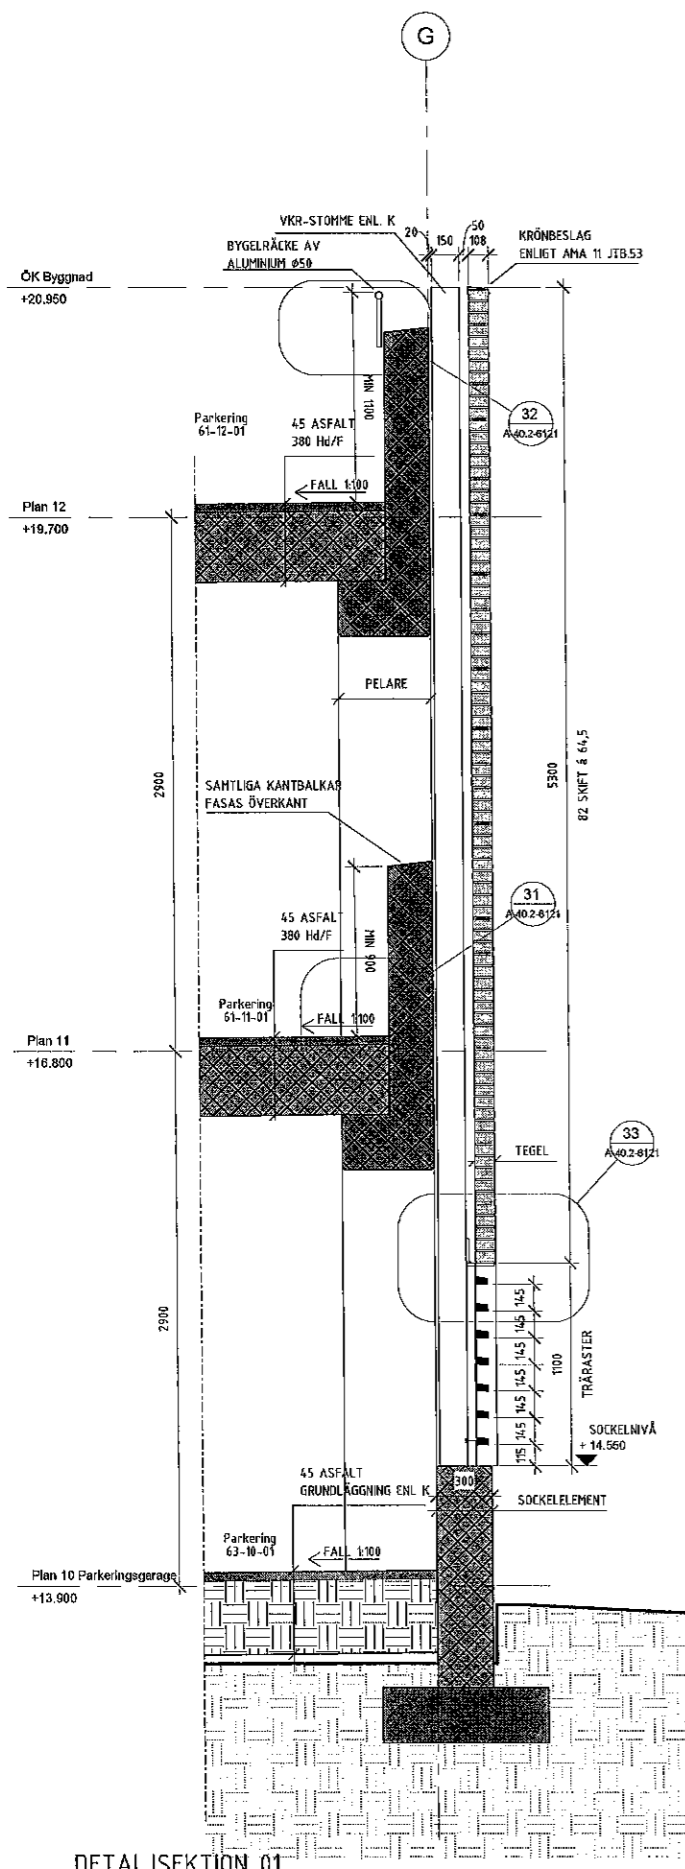 G
VKR-STOMME ENL. K
20
150
50
108
KRÖNBESLAG
ENLIGT AMA 11 JTB.53
BYGELRÄCKE AV
ALUMINIUM ø50
ÖK Byggnad
+20.950
MIN 1100
32
A-40.2-6121
Parkering
61-12-01
45 ASFALT
380 Hd/F
FALL 1:100
Plan 12
+19.700
PELARE
2900
5300
82 SKIFT á 64,5
SAMTLIGA KANTBALKAR
FASAS ÖVERKANT
31
A-40.2-6121
45 ASFALT
380 Hd/F
MIN 900
Parkering
61-11-01
FALL 1:100
Plan 11
+16.800
33
A-40.2-6121
TEGEL
2900
145
145
145
145
145
145
115
1100
TRÄRASTER
SOCKELNIVÅ
+ 14.550
45 ASFALT
GRUNDLÄGGNING ENL K
300
SOCKELELEMENT
Parkering
63-10-01
FALL 1:100
Plan 10 Parkeringsgarage
+13.900
DETALJSEKTION 01